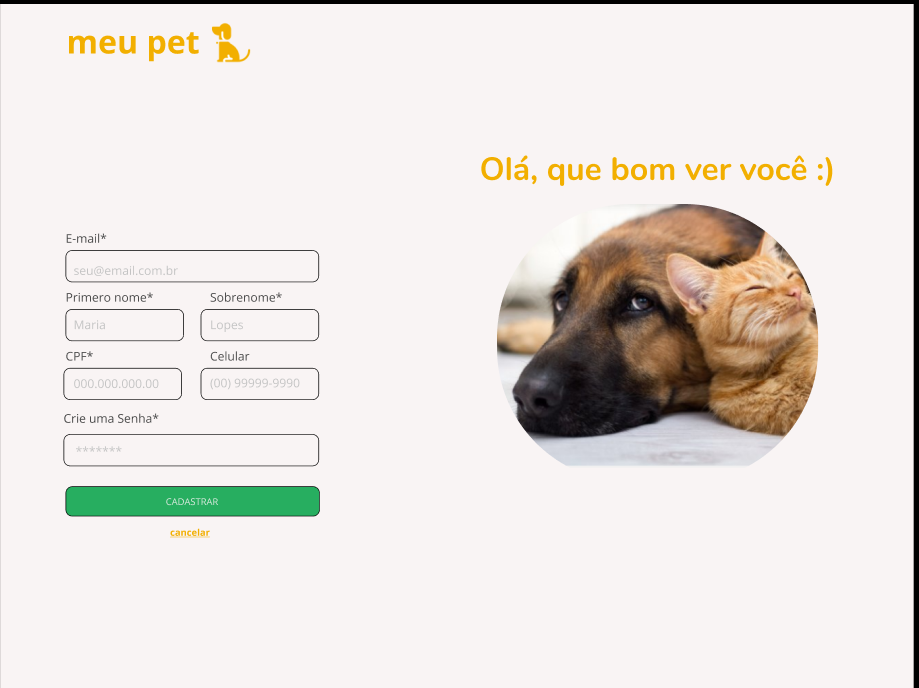 meu pet
Olá, que bom ver você :)
E-mail*
seu@email.com.br
Primero nome* Sobrenome*
Maria Lopes
CPF* Celular
000.000.000.00 (00) 99999-9990
Crie uma Senha*
*******
CADASTRAR
cancelar